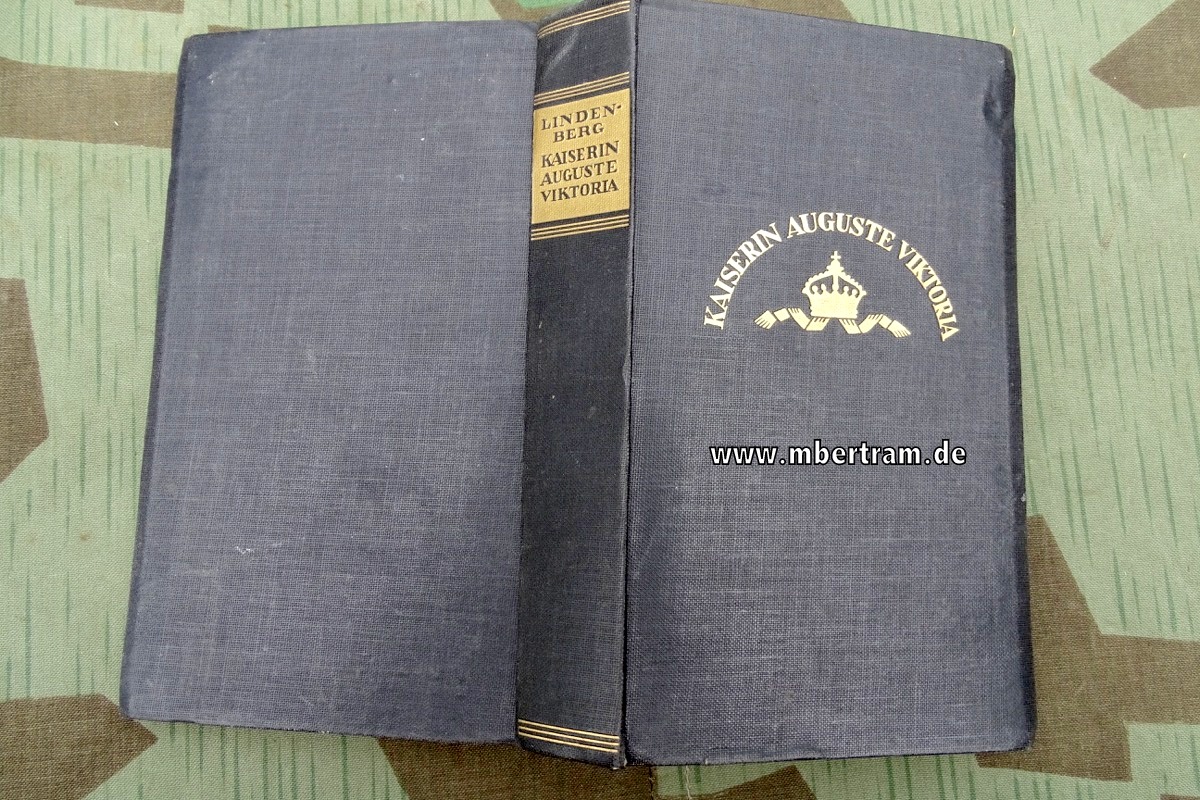 LINDEN-
BERG
KAISERIN
AUGUSTE
VIKTORIA
KAISERIN AUGUSTE VIKTORIA
www.mbertram.de